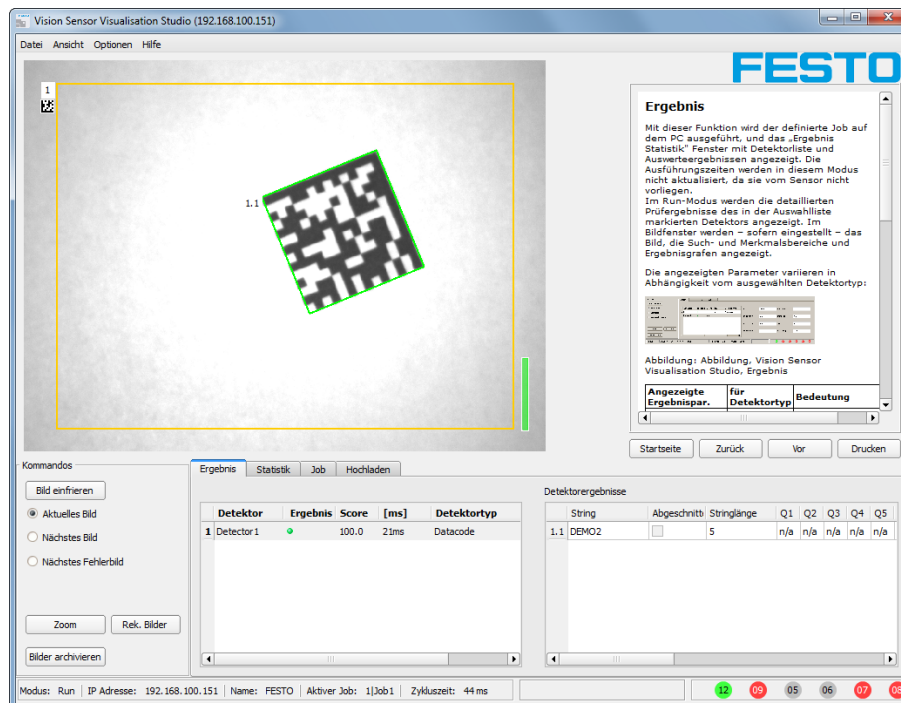 Vision Sensor Visualisation Studio (192.168.100.151)
Datei Ansicht Optionen Hilfe
FESTO
1
1.1
Ergebnis
Mit dieser Funktion wird der definierte Job auf
dem PC ausgeführt, und das „Ergebnis
Statistik" Fenster mit Detektorliste und
Auswerteergebnissen angezeigt. Die
Ausführungszeiten werden in diesem Modus
nicht aktualisiert, da sie vom Sensor nicht
vorliegen.
Im Run-Modus werden die detaillierten
Prüfergebnisse des in der Auswahlliste
markierten Detektors angezeigt. Im
Bildfenster werden – sofern eingestellt – das
Bild, die Such- und Merkmalsbereiche und
Ergebnisgrafen angezeigt.
Die angezeigten Parameter variieren in
Abhängigkeit vom ausgewählten Detektortyp:
Abbildung: Abbildung, Vision Sensor
Visualisation Studio, Ergebnis
Angezeigte Ergebnispar. für Detektortyp Bedeutung
Startseite Zurück Vor Drucken
Kommandos
Bild einfrieren
Aktuelles Bild
Nächstes Bild
Nächstes Fehlerbild
Zoom Rek. Bilder
Bilder archivieren
Ergebnis Statistik Job Hochladen
Detektor Ergebnis Score [ms] Detektortyp
1 Detector1 100.0 21ms Datacode
Detektorergebnisse
String Abgeschnitt Stringlänge Q1 Q2 Q3 Q4 Q5
1.1 DEMO2 5 n/a n/a n/a n/a n/a
Modus: Run IP Adresse: 192.168.100.151 Name: FESTO Aktiver Job: 1|Job1 Zykluszeit: 44 ms
12 09 05 06 07 08